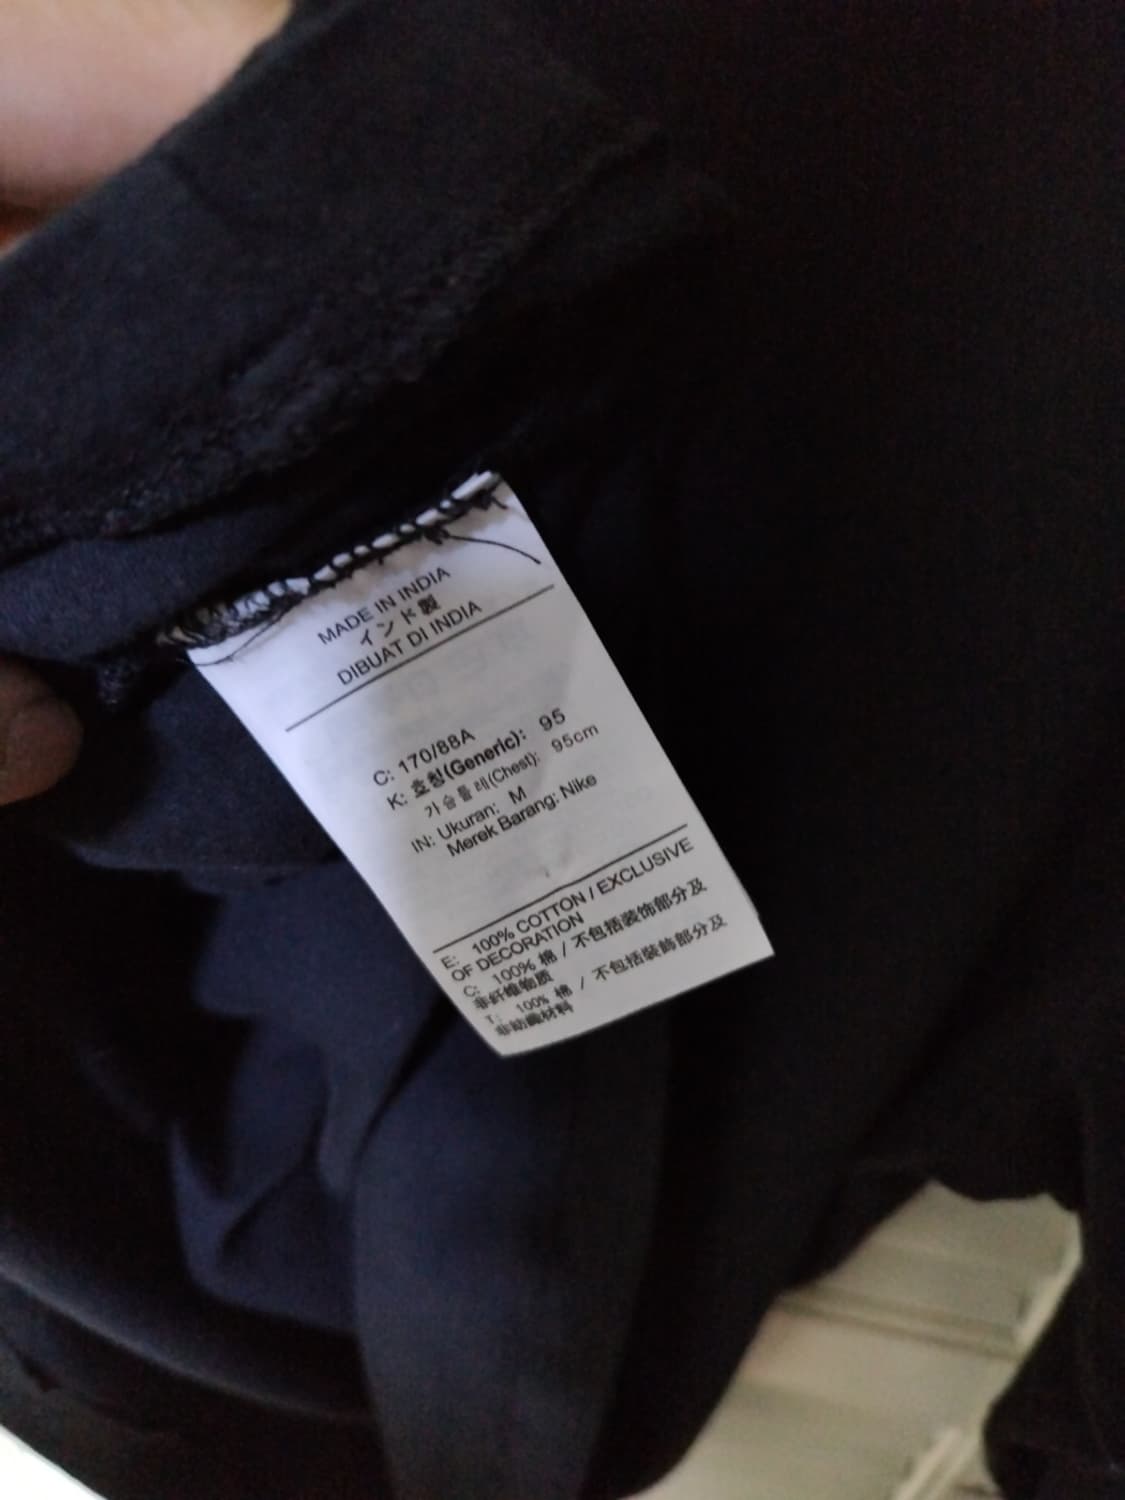 MADE IN INDIA
インド製
DIBUAT DI INDIA
C: 170/88A
K: 호칭(Generic): 95
가슴둘레(Chest): 95cm
IN: Ukuran: M
Merek Barang: Nike
E: 100% COTTON / EXCLUSIVE
OF DECORATION
C: 100% 棉 / 不包括装饰部分及
非纤维物质
T: 100% 棉 / 不包括裝飾部分及
非紡織材料